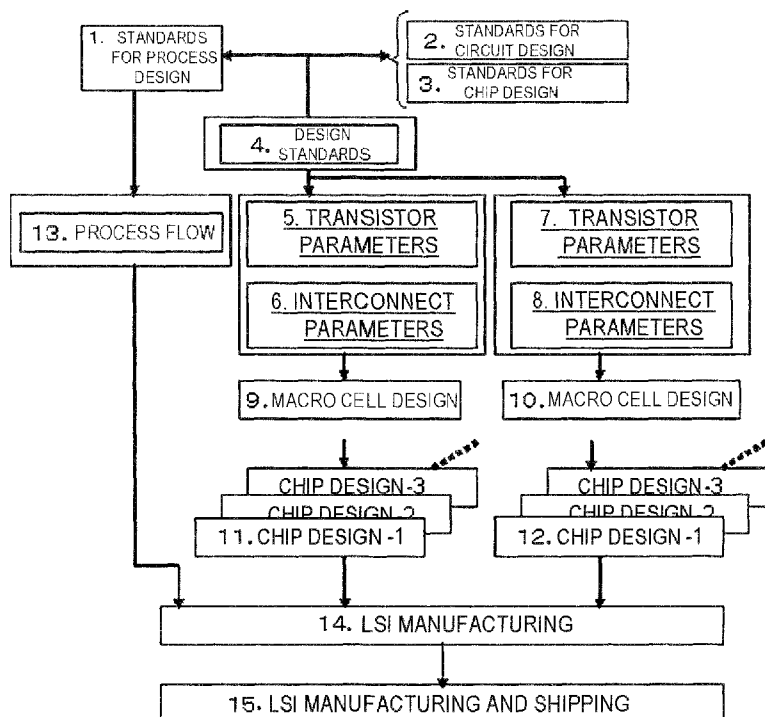 1. STANDARDS
FOR PROCESS
DESIGN
2. STANDARDS FOR
CIRCUIT DESIGN
3. STANDARDS FOR
CHIP DESIGN
4. DESIGN
STANDARDS
13. PROCESS FLOW
5. TRANSISTOR
PARAMETERS
6. INTERCONNECT
PARAMETERS
7. TRANSISTOR
PARAMETERS
8. INTERCONNECT
PARAMETERS
9. MACRO CELL DESIGN
10. MACRO CELL DESIGN
CHIP DESIGN-3
CHIP DESIGN-2
11. CHIP DESIGN -1
CHIP DESIGN-3
CHIP DESIGN-2
12. CHIP DESIGN -1
14. LSI MANUFACTURING
15. LSI MANUFACTURING AND SHIPPING